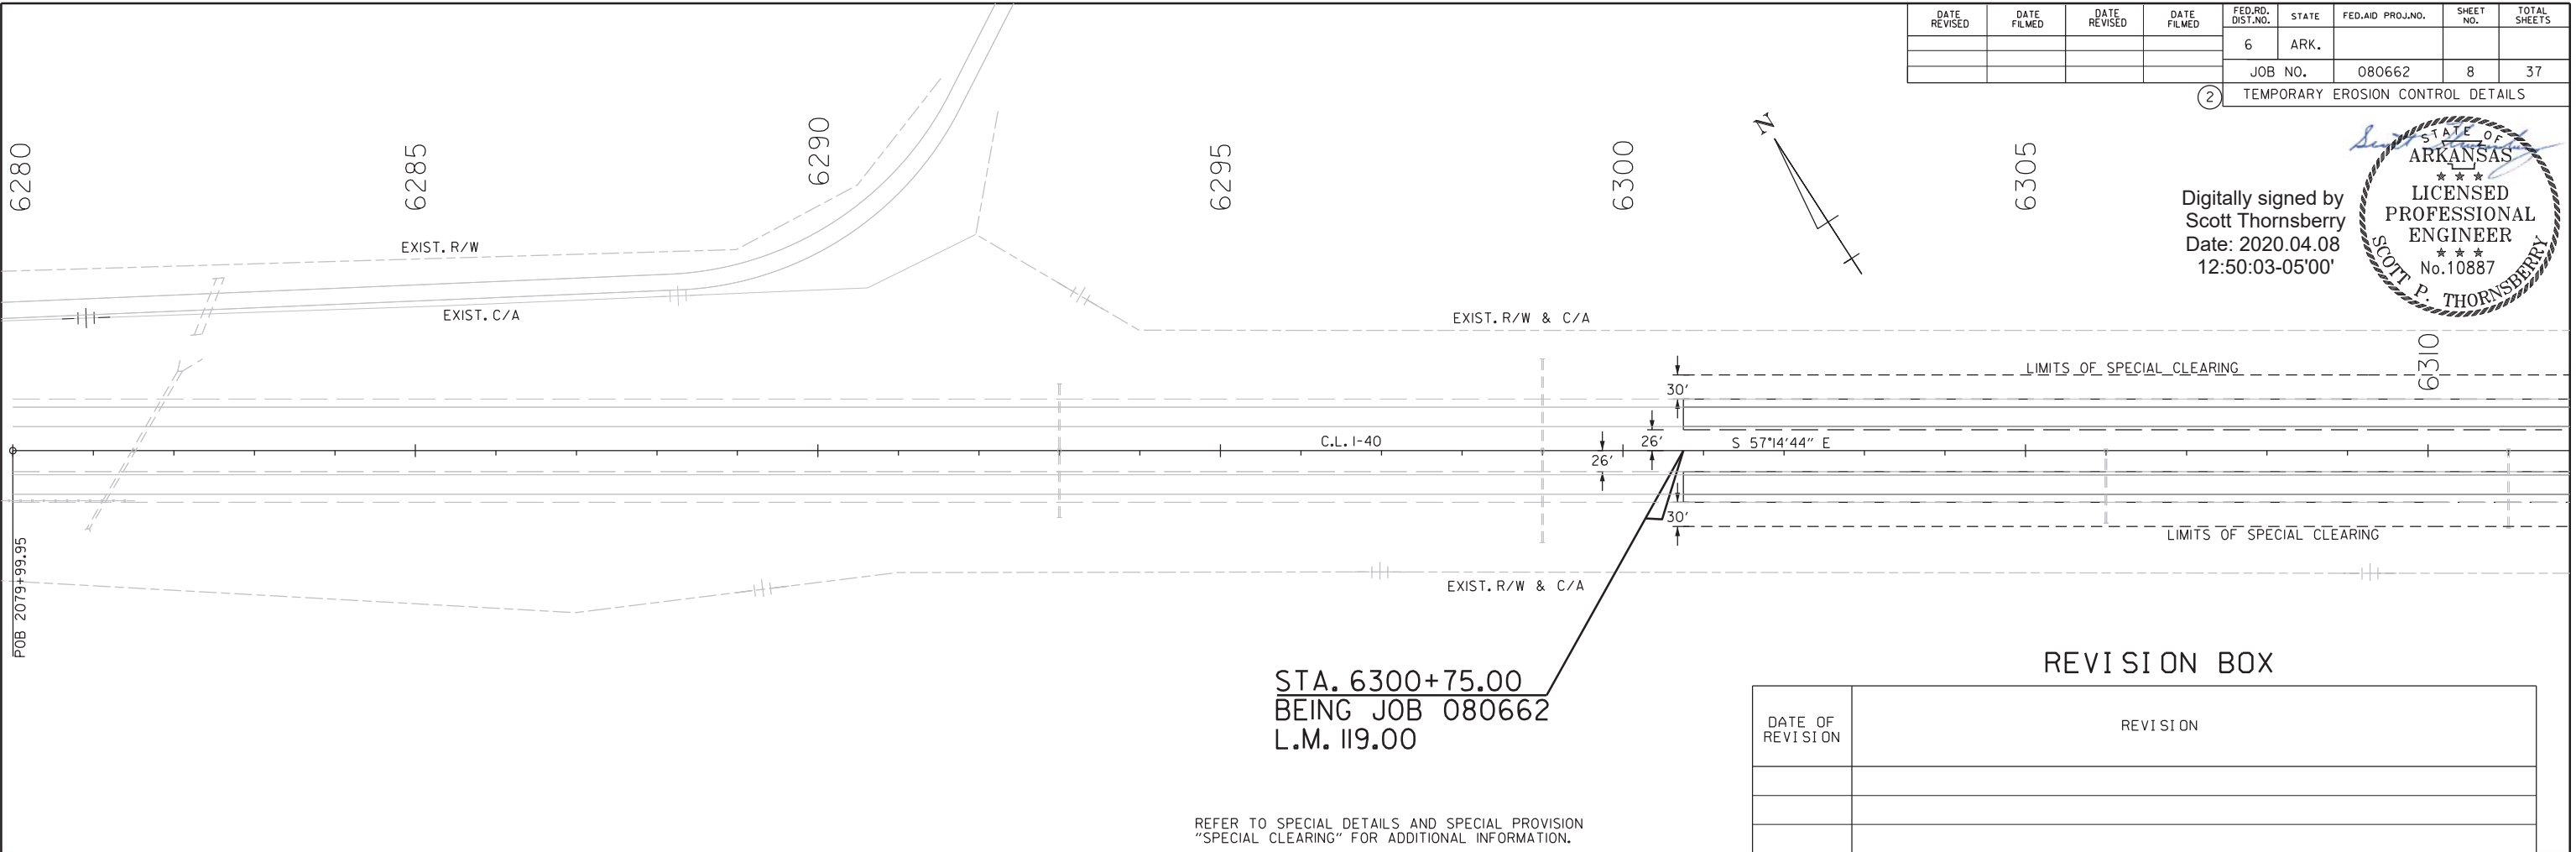 DATE REVISED
DATE FILMED
DATE REVISED
DATE FILMED
FED.RD. DIST.NO.
STATE
FED.AID PROJ.NO.
SHEET NO.
TOTAL SHEETS
6
ARK.
JOB NO.
080662
8
37
2
TEMPORARY EROSION CONTROL DETAILS
6280
6285
6290
6295
6300
6305
6310
N
Digitally signed by
Scott Thornsberry
Date: 2020.04.08
12:50:03-05'00'
STATE OF
ARKANSAS
LICENSED
PROFESSIONAL
ENGINEER
No.10887
SCOTT P. THORNSBERRY
EXIST. R/W
EXIST. C/A
EXIST. R/W & C/A
LIMITS OF SPECIAL CLEARING
30'
C.L. I-40
26'
S 57°14'44" E
26'
30'
LIMITS OF SPECIAL CLEARING
POB 2079+99.95
EXIST. R/W & C/A
STA. 6300+75.00
BEING JOB 080662
L.M. 119.00
REVISION BOX
DATE OF
REVISION
REVISION
REFER TO SPECIAL DETAILS AND SPECIAL PROVISION
"SPECIAL CLEARING" FOR ADDITIONAL INFORMATION.